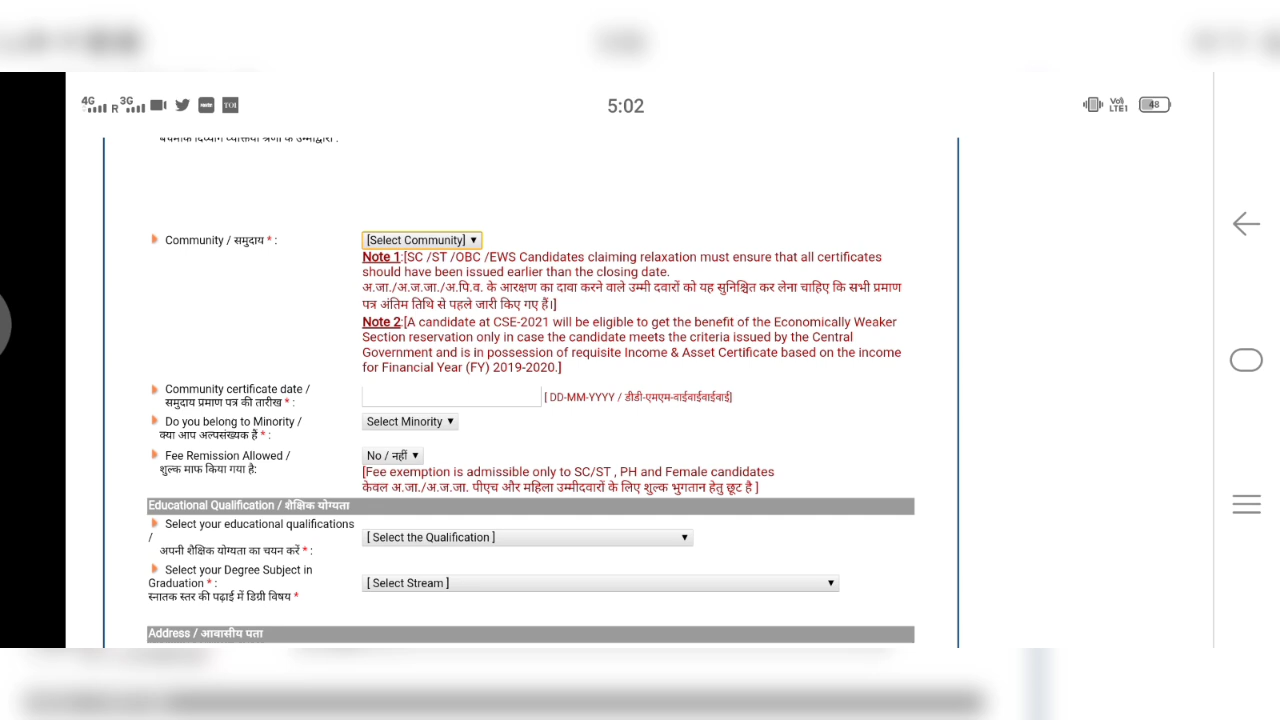 4G R 3G TOI 5:02 Vo) LTE1 48
Community / समुदाय * : [Select Community]
Note 1:[SC /ST /OBC /EWS Candidates claiming relaxation must ensure that all certificates
should have been issued earlier than the closing date.
अ.जा./अ.ज.जा./अ.पि.व. के आरक्षण का दावा करने वाले उम्मी दवारों को यह सुनिश्चित कर लेना चाहिए कि सभी प्रमाण
पत्र अंतिम तिथि से पहले जारी किए गए हैं।]
Note 2:[A candidate at CSE-2021 will be eligible to get the benefit of the Economically Weaker
Section reservation only in case the candidate meets the criteria issued by the Central
Government and is in possession of requisite Income & Asset Certificate based on the income
for Financial Year (FY) 2019-2020.]
Community certificate date /
समुदाय प्रमाण पत्र की तारीख * : [ DD-MM-YYYY / डीडी-एमएम-वाईवाईवाईवाई]
Do you belong to Minority / Select Minority
क्या आप अल्पसंख्यक हैं * :
Fee Remission Allowed / No / नहीं
शुल्क माफ किया गया है:
[Fee exemption is admissible only to SC/ST , PH and Female candidates
केवल अ.जा./अ.ज.जा. पीएच और महिला उम्मीदवारों के लिए शुल्क भुगतान हेतु छूट है ]
Educational Qualification / शैक्षिक योग्यता
Select your educational qualifications
/ [ Select the Qualification ]
अपनी शैक्षिक योग्यता का चयन करें * :
Select your Degree Subject in
Graduation * : [ Select Stream ]
स्नातक स्तर की पढ़ाई में डिग्री विषय *
Address / आवासीय पता